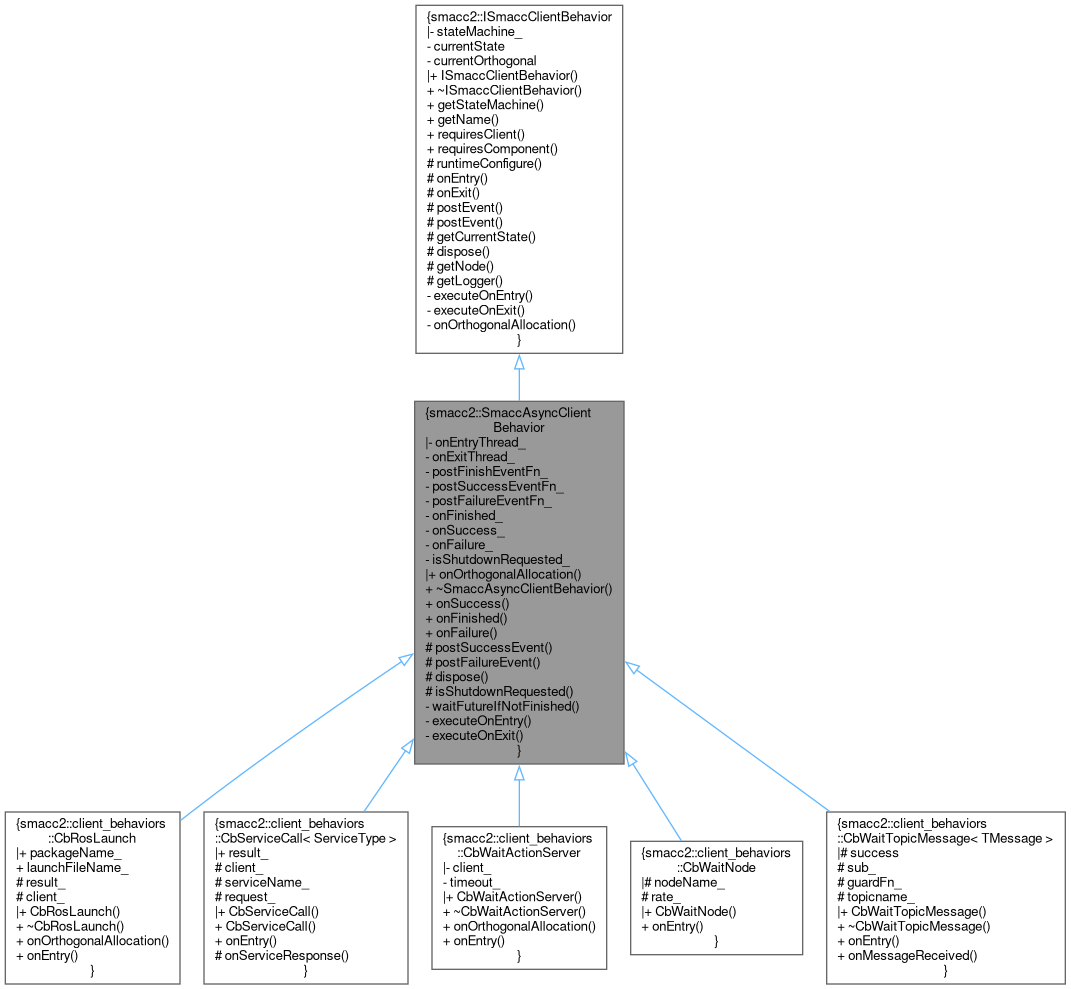 {smacc2::ISmaccClientBehavior
|- stateMachine_
- currentState
- currentOrthogonal
|+ ISmaccClientBehavior()
+ ~ISmaccClientBehavior()
+ getStateMachine()
+ getName()
+ requiresClient()
+ requiresComponent()
# runtimeConfigure()
# onEntry()
# onExit()
# postEvent()
# postEvent()
# getCurrentState()
# dispose()
# getNode()
# getLogger()
- executeOnEntry()
- executeOnExit()
- onOrthogonalAllocation()
}
{smacc2::SmaccAsyncClient
Behavior
|- onEntryThread_
- onExitThread_
- postFinishEventFn_
- postSuccessEventFn_
- postFailureEventFn_
- onFinished_
- onSuccess_
- onFailure_
- isShutdownRequested_
|+ onOrthogonalAllocation()
+ ~SmaccAsyncClientBehavior()
+ onSuccess()
+ onFinished()
+ onFailure()
# postSuccessEvent()
# postFailureEvent()
# dispose()
# isShutdownRequested()
- waitFutureIfNotFinished()
- executeOnEntry()
- executeOnExit()
}
{smacc2::client_behaviors
::CbRosLaunch
|+ packageName_
+ launchFileName_
# result_
# client_
|+ CbRosLaunch()
+ ~CbRosLaunch()
+ onOrthogonalAllocation()
+ onEntry()
}
{smacc2::client_behaviors
::CbServiceCall< ServiceType >
|+ result_
# client_
# serviceName_
# request_
|+ CbServiceCall()
+ CbServiceCall()
+ onEntry()
# onServiceResponse()
}
{smacc2::client_behaviors
::CbWaitActionServer
|- client_
- timeout_
|+ CbWaitActionServer()
+ ~CbWaitActionServer()
+ onOrthogonalAllocation()
+ onEntry()
}
{smacc2::client_behaviors
::CbWaitNode
|# nodeName_
# rate_
|+ CbWaitNode()
+ onEntry()
}
{smacc2::client_behaviors
::CbWaitTopicMessage< TMessage >
|# success
# sub_
# guardFn_
# topicname_
|+ CbWaitTopicMessage()
+ ~CbWaitTopicMessage()
+ onEntry()
+ onMessageReceived()
}